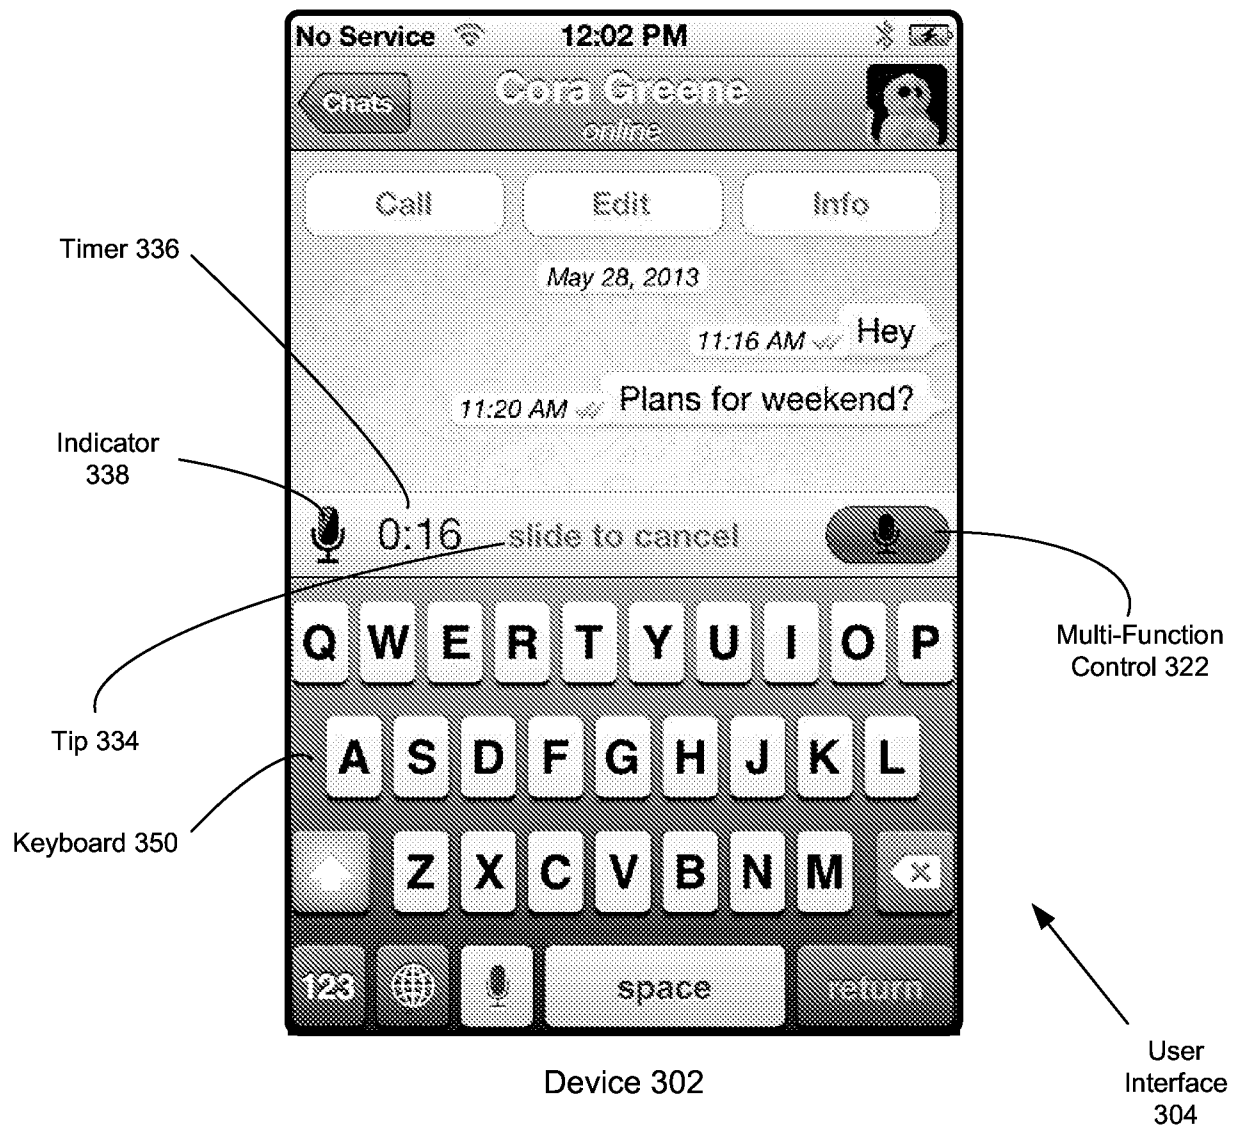 No Service 12:02 PM
Chats Cora Greene
online
Call Edit Info
Timer 336
May 28, 2013
11:16 AM Hey
11:20 AM Plans for weekend?
Indicator
338
0:16 slide to cancel
Multi-Function
Control 322
Q W E R T Y U I O P
Tip 334
A S D F G H J K L
Keyboard 350
Z X C V B N M
123 space return
User
Interface
304
Device 302